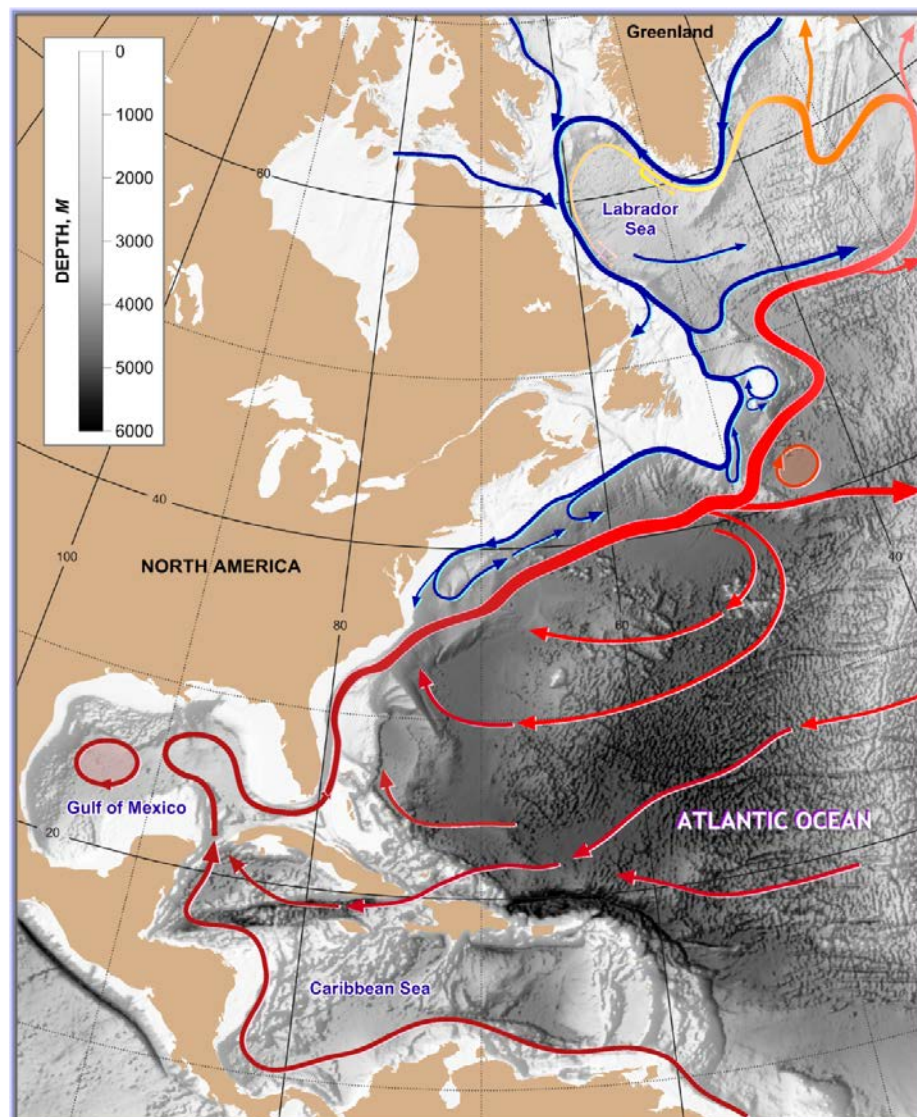 Greenland
0
1000
2000
3000
4000
5000
6000
DEPTH, M
60
Labrador
Sea
40
100
NORTH AMERICA
80
60
40
Gulf of Mexico
20
ATLANTIC OCEAN
Caribbean Sea